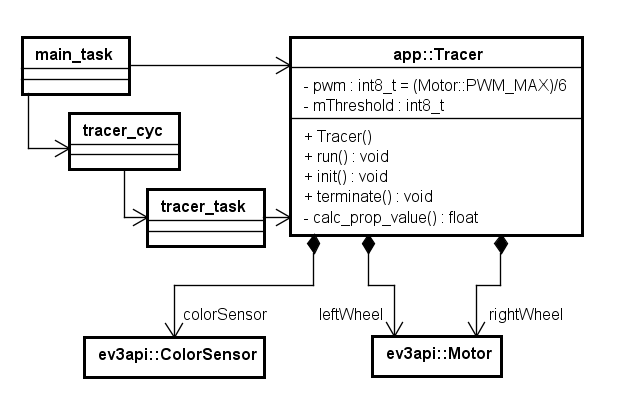 main_task
app::Tracer
- pwm : int8_t = (Motor::PWM_MAX)/6
- mThreshold : int8_t
tracer_cyc
+ Tracer()
+ run() : void
+ init() : void
+ terminate() : void
- calc_prop_value() : float
tracer_task
colorSensor
leftWheel
rightWheel
ev3api::ColorSensor
ev3api::Motor